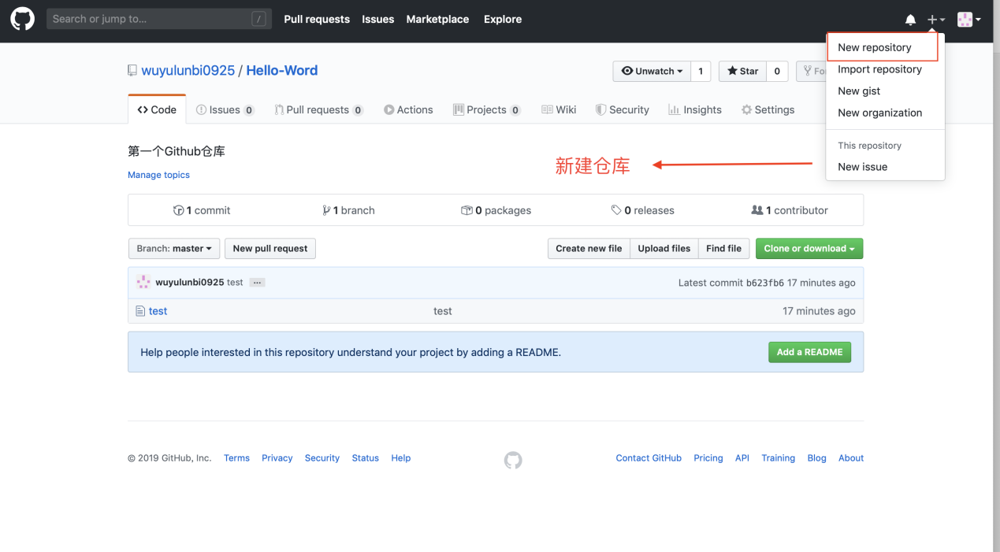 Search or jump to... /
Pull requests Issues Marketplace Explore
New repository
Import repository
New gist
New organization
This repository
New issue
wuyulunbi0925 / Hello-Word
Unwatch 1 Star 0
Code Issues 0 Pull requests 0 Actions Projects 0 Wiki Security Insights Settings
第一个Github仓库
Manage topics
新建仓库
1 commit 1 branch 0 packages 0 releases 1 contributor
Branch: master New pull request Create new file Upload files Find file Clone or download
wuyulunbi0925 test ... Latest commit b623fb6 17 minutes ago
test test 17 minutes ago
Help people interested in this repository understand your project by adding a README. Add a README
© 2019 GitHub, Inc. Terms Privacy Security Status Help Contact GitHub Pricing API Training Blog About